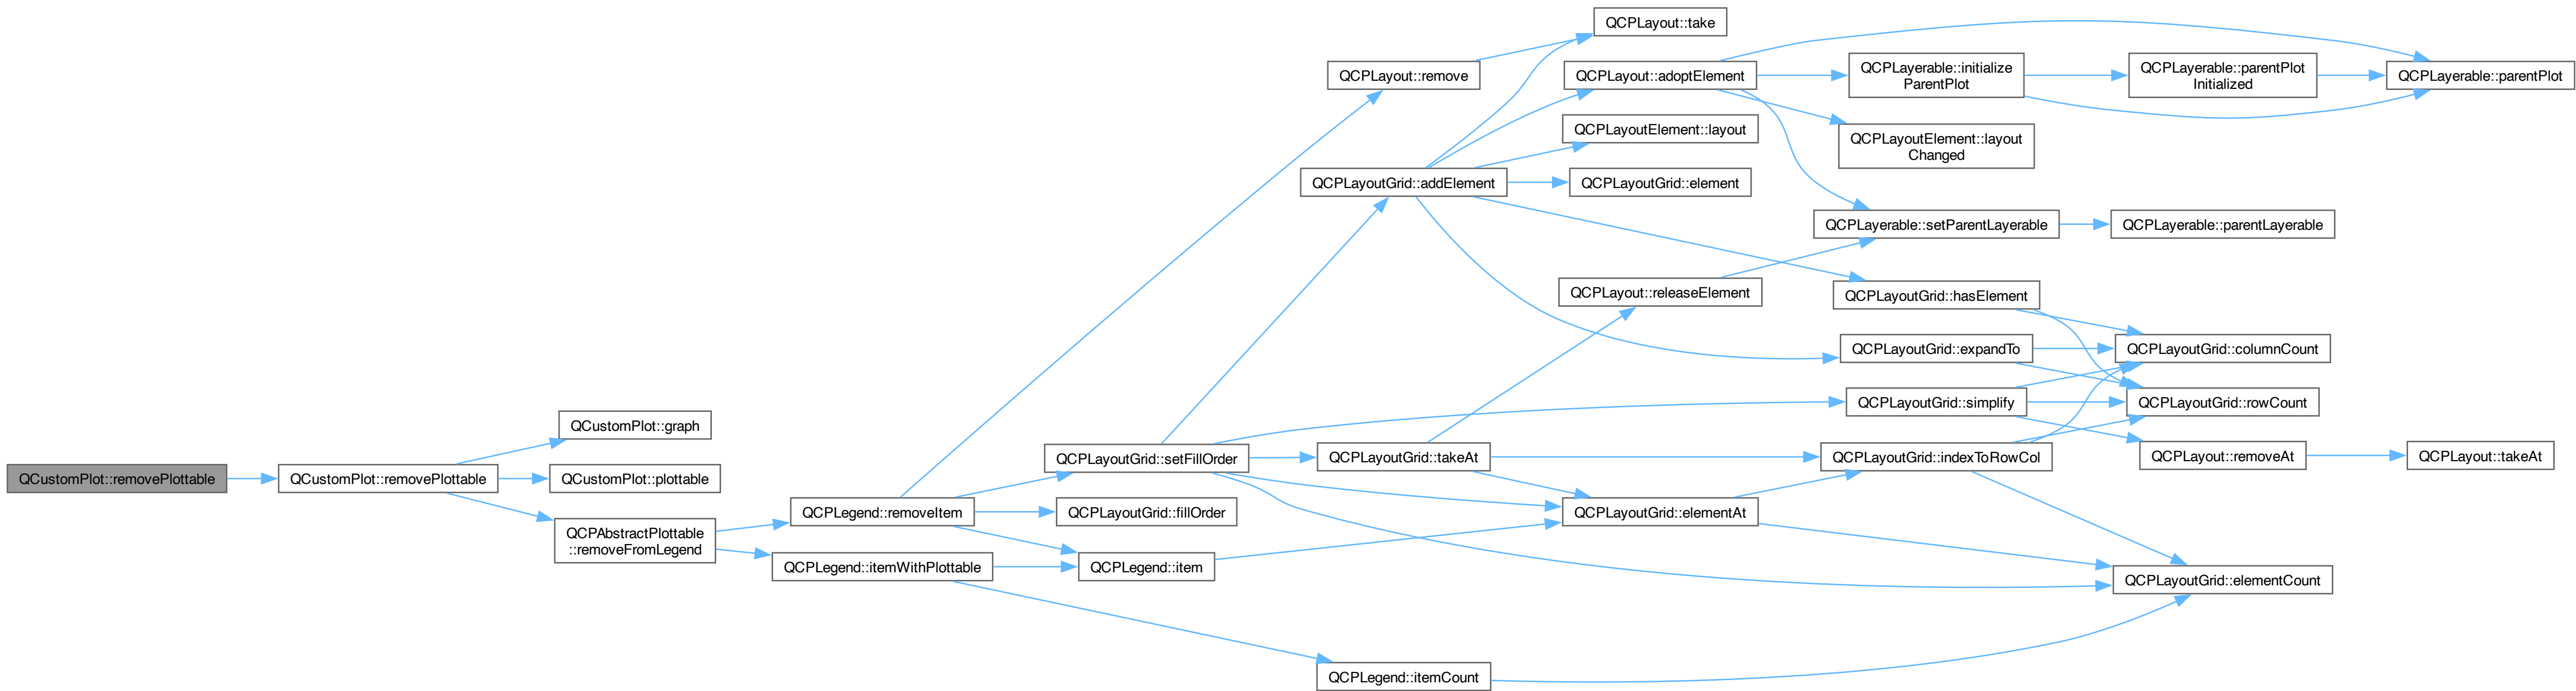 QCPLayout::take
QCPLayout::remove
QCPLayout::adoptElement
QCPLayerable::initialize
ParentPlot
QCPLayerable::parentPlot
Initialized
QCPLayerable::parentPlot
QCPLayoutElement::layout
QCPLayoutElement::layout
Changed
QCPLayoutGrid::addElement
QCPLayoutGrid::element
QCPLayerable::setParentLayerable
QCPLayerable::parentLayerable
QCPLayout::releaseElement
QCPLayoutGrid::hasElement
QCPLayoutGrid::expandTo
QCPLayoutGrid::columnCount
QCPLayoutGrid::simplify
QCPLayoutGrid::rowCount
QCustomPlot::graph
QCPLayoutGrid::setFillOrder
QCPLayoutGrid::takeAt
QCPLayoutGrid::indexToRowCol
QCPLayout::removeAt
QCPLayout::takeAt
QCustomPlot::removePlottable
QCustomPlot::removePlottable
QCustomPlot::plottable
QCPLegend::removeItem
QCPLayoutGrid::fillOrder
QCPLayoutGrid::elementAt
QCPAbstractPlottable
::removeFromLegend
QCPLegend::itemWithPlottable
QCPLegend::item
QCPLayoutGrid::elementCount
QCPLegend::itemCount